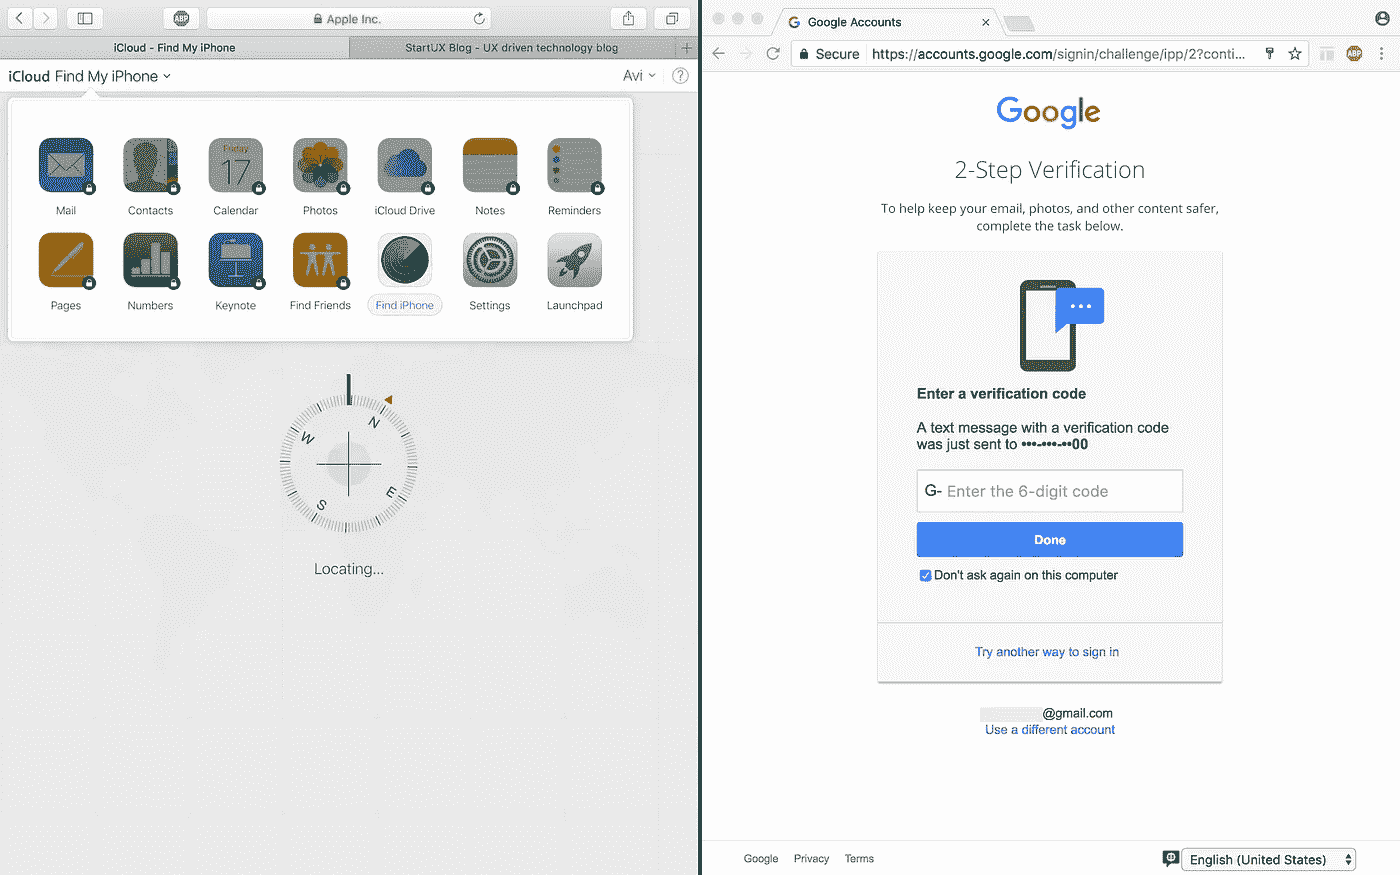 Apple Inc.
iCloud - Find My iPhone
StartUX Blog - UX driven technology blog
iCloud Find My iPhone
Avi
?
Friday
17
Mail
Contacts
Calendar
Photos
iCloud Drive
Notes
Reminders
Pages
Numbers
Keynote
Find Friends
Find iPhone
Settings
Launchpad
N
W
E
S
Locating...
Google Accounts
Secure
https://accounts.google.com/signin/challenge/ipp/2?conti...
ABP
ABP
Google
2-Step Verification
To help keep your email, photos, and other content safer,
complete the task below.
Enter a verification code
A text message with a verification code
was just sent to •••-•••-••00
G- Enter the 6-digit code
Done
Don't ask again on this computer
Try another way to sign in
@gmail.com
Use a different account
Google Privacy Terms
English (United States)